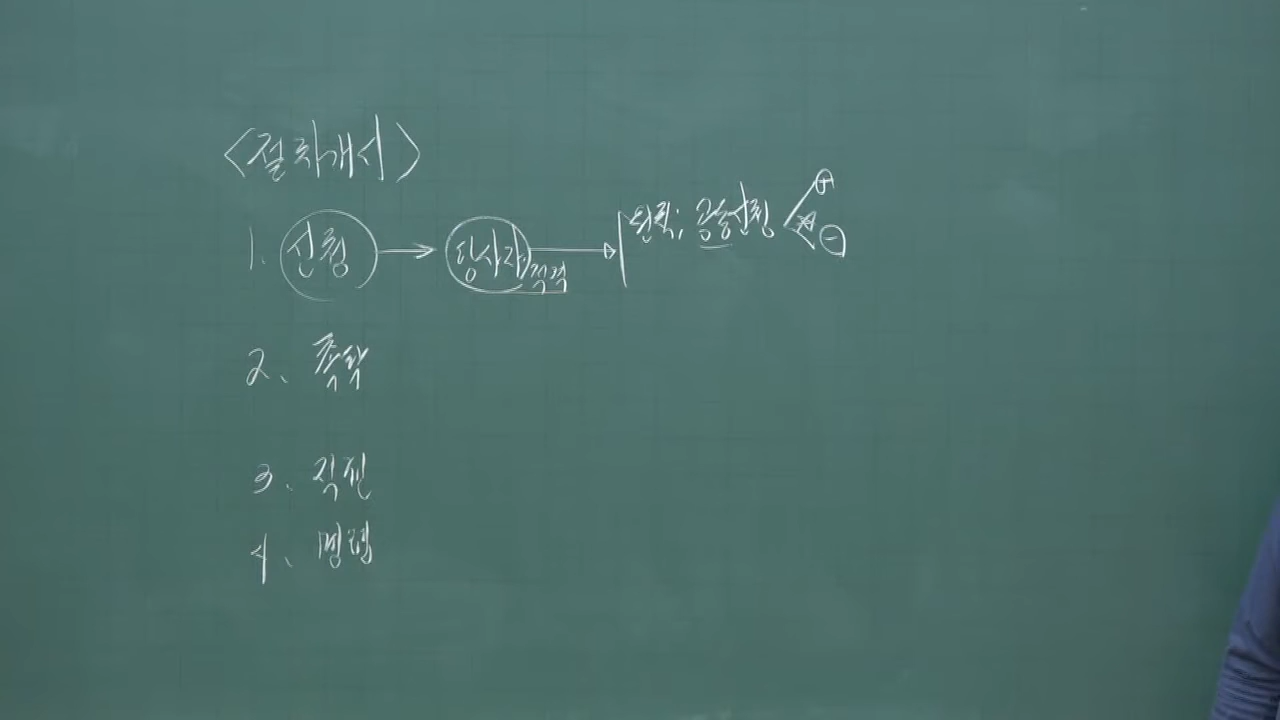 <절차개시>
1. 신청 → 당사자 적격 → 원칙; 공동신청 < ⊕ ⊖
2. 촉탁
3. 직권
4. 명령